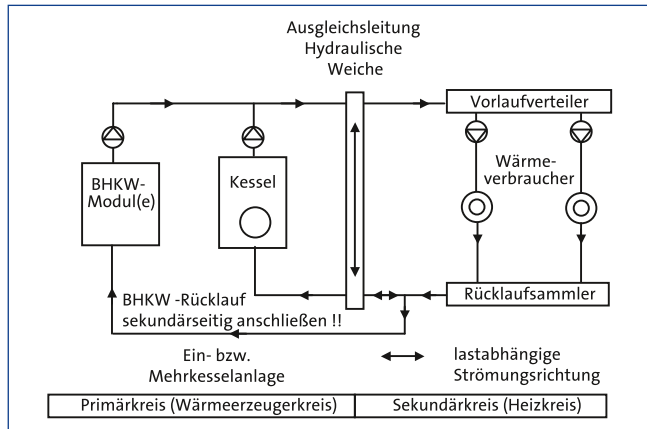 Ausgleichsleitung
Hydraulische
Weiche
Vorlaufverteiler
BHKW-
Modul(e)
Kessel
Wärme-
verbraucher
BHKW -Rücklauf
sekundärseitig anschließen !!
Rücklaufsammler
Ein- bzw.
Mehrkesselanlage
lastabhängige
Strömungsrichtung
Primärkreis (Wärmeerzeugerkreis)
Sekundärkreis (Heizkreis)